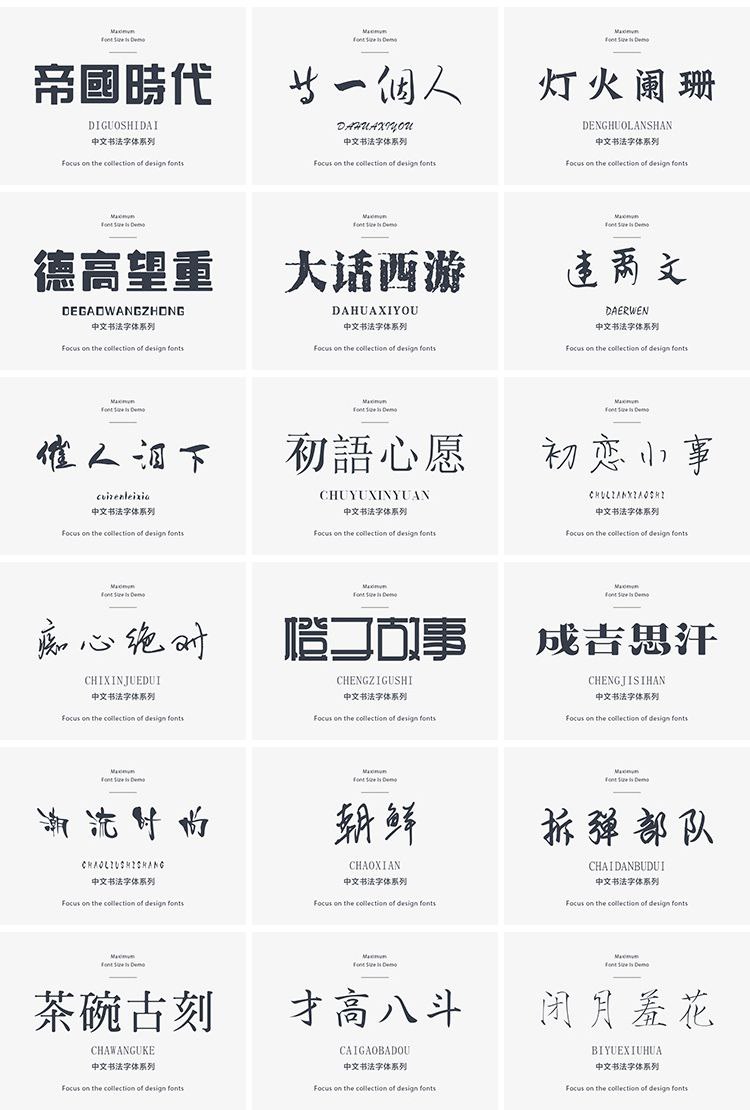 Maximum
Font Size Is Demo
帝國時代
DIGUOSHIDAI
中文书法字体系列
Focus on the collection of design fonts
Maximum
Font Size Is Demo
一個人
DAHUAXIYOU
中文书法字体系列
Focus on the collection of design fonts
Maximum
Font Size Is Demo
灯火阑珊
DENGHUOLANSHAN
中文书法字体系列
Focus on the collection of design fonts
Maximum
Font Size Is Demo
德高望重
DEGAOWANGZHONG
中文书法字体系列
Focus on the collection of design fonts
Maximum
Font Size Is Demo
大话西游
DAHUAXIYOU
中文书法字体系列
Focus on the collection of design fonts
Maximum
Font Size Is Demo
文
DAERWEN
中文书法字体系列
Focus on the collection of design fonts
Maximum
Font Size Is Demo
催人泪下
cuirenleixia
中文书法字体系列
Focus on the collection of design fonts
Maximum
Font Size Is Demo
初語心愿
CHUYUXINYUAN
中文书法字体系列
Focus on the collection of design fonts
Maximum
Font Size Is Demo
初恋小事
CHULIANXIAOSHI
中文书法字体系列
Focus on the collection of design fonts
Maximum
Font Size Is Demo
痴心绝对
CHIXINJUEDUI
中文书法字体系列
Focus on the collection of design fonts
Maximum
Font Size Is Demo
橙子故事
CHENGZIGUSHI
中文书法字体系列
Focus on the collection of design fonts
Maximum
Font Size Is Demo
成吉思汗
CHENGJISIHAN
中文书法字体系列
Focus on the collection of design fonts
Maximum
Font Size Is Demo
潮流时尚
CHAOLIUSHISHANG
中文书法字体系列
Focus on the collection of design fonts
Maximum
Font Size Is Demo
朝鲜
CHAOXIAN
中文书法字体系列
Focus on the collection of design fonts
Maximum
Font Size Is Demo
拆弹部队
CHAIDANBUDUI
中文书法字体系列
Focus on the collection of design fonts
Maximum
Font Size Is Demo
茶碗古刻
CHAWANGUKE
中文书法字体系列
Focus on the collection of design fonts
Maximum
Font Size Is Demo
才高八斗
CAIGAOBADOU
中文书法字体系列
Focus on the collection of design fonts
Maximum
Font Size Is Demo
闭月羞花
BIYUEXIUHUA
中文书法字体系列
Focus on the collection of design fonts